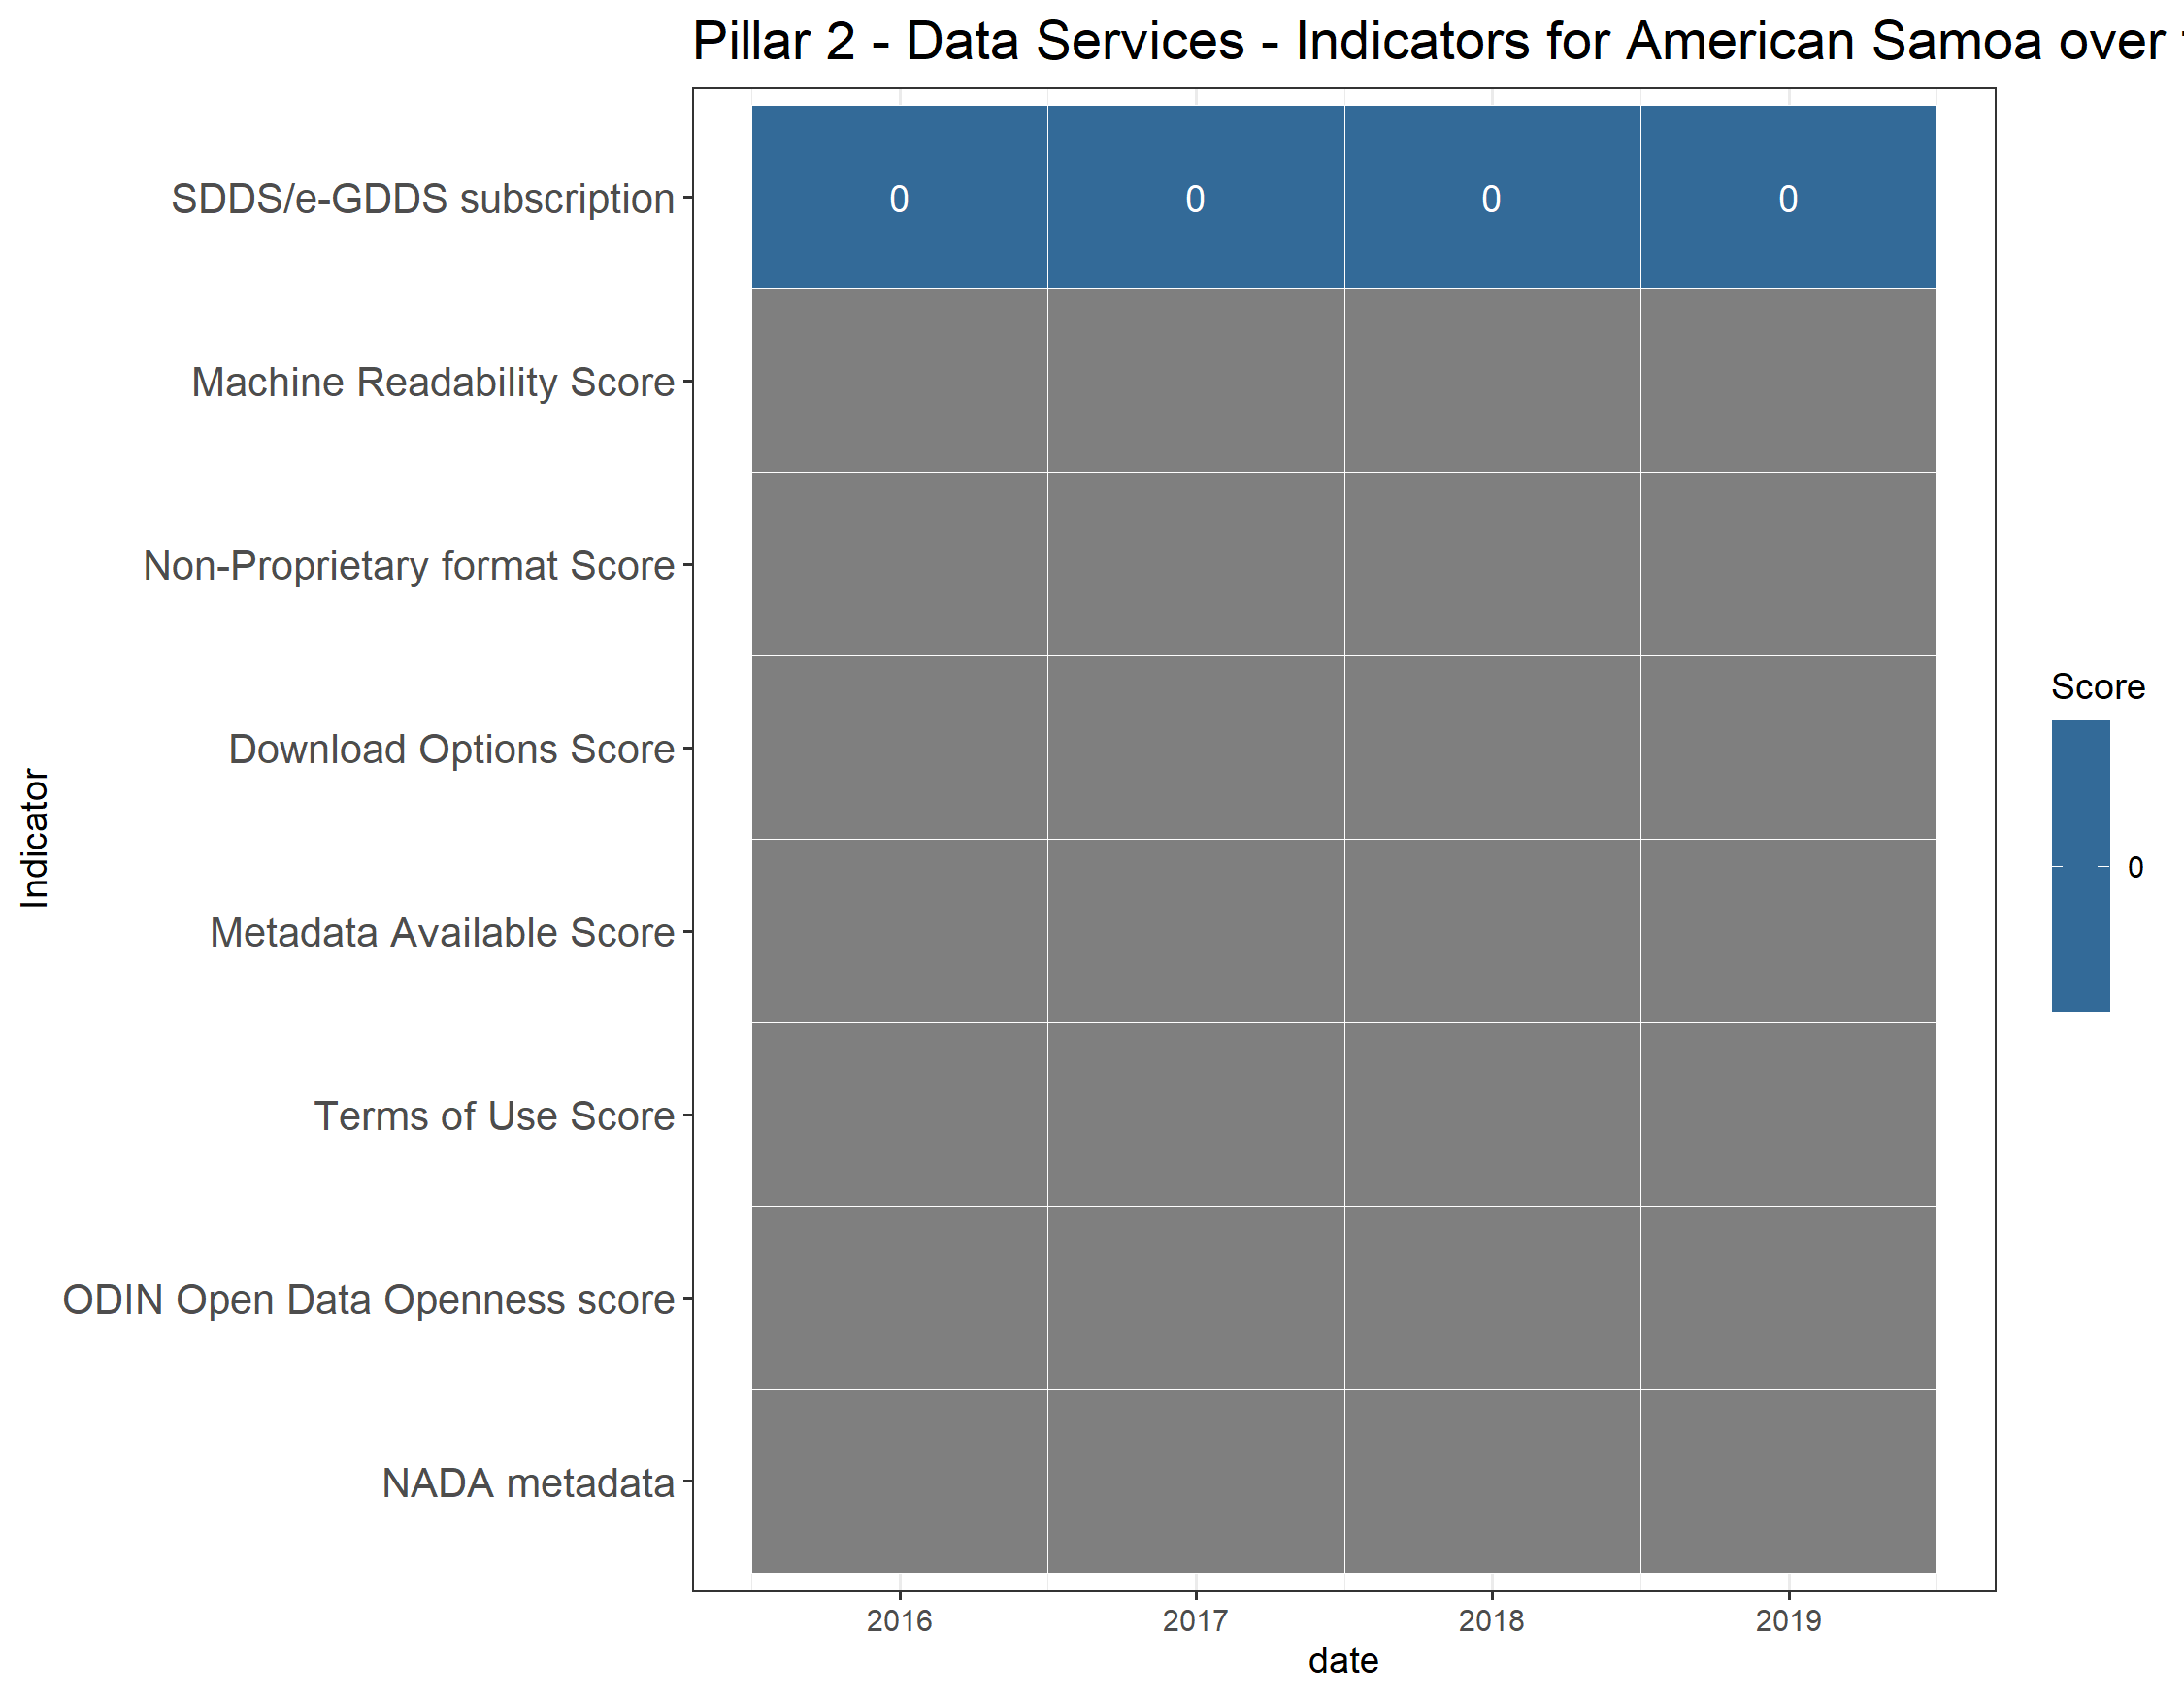 Pillar 2 - Data Services - Indicators for American Samoa over
SDDS/e-GDDS subscription
0 0 0 0
Machine Readability Score
Non-Proprietary format Score
Download Options Score
Metadata Available Score
Terms of Use Score
ODIN Open Data Openness score
NADA metadata
Indicator
2016 2017 2018 2019
date
Score
0